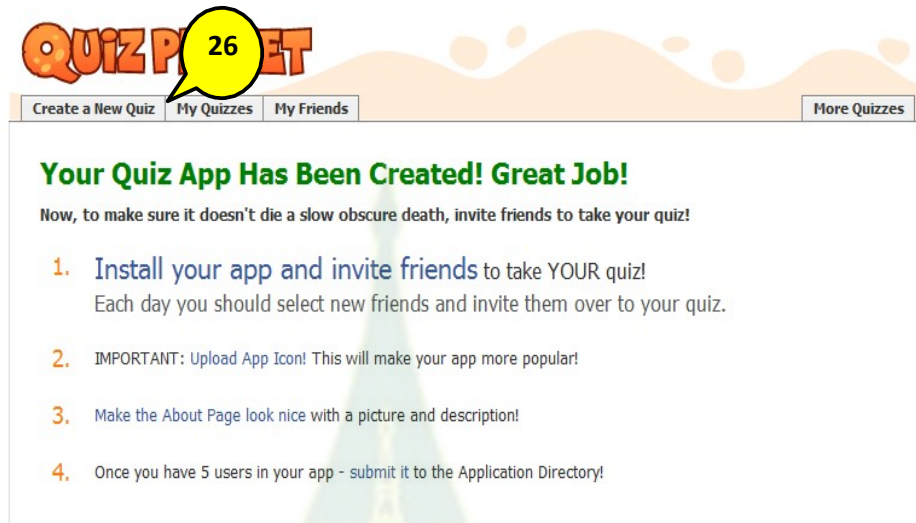 QUIZ P ET
26
Create a New Quiz My Quizzes My Friends More Quizzes
Your Quiz App Has Been Created! Great Job!
Now, to make sure it doesn't die a slow obscure death, invite friends to take your quiz!
1. Install your app and invite friends to take YOUR quiz!
Each day you should select new friends and invite them over to your quiz.
2. IMPORTANT: Upload App Icon! This will make your app more popular!
3. Make the About Page look nice with a picture and description!
4. Once you have 5 users in your app - submit it to the Application Directory!